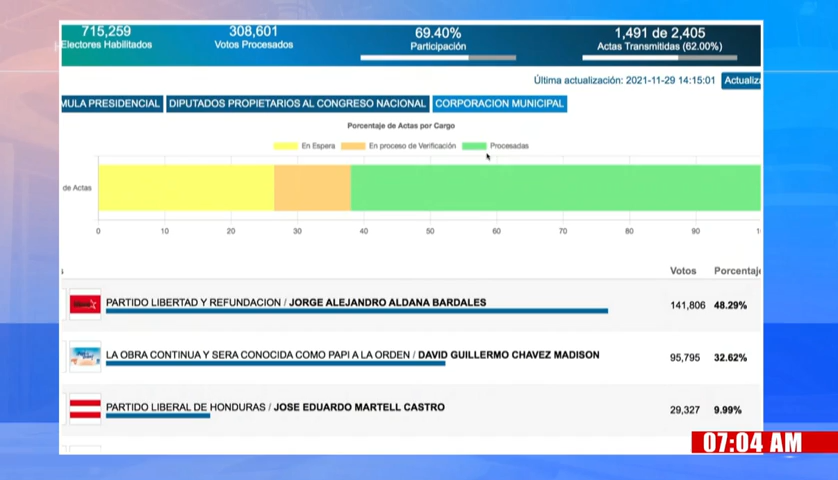 715,259
Electores Habilitados
308,601
Votos Procesados
69.40%
Participación
1,491 de 2,405
Actas Transmitidas (62.00%)
Última actualización: 2021-11-29 14:15:01 Actualiza
MULA PRESIDENCIAL DIPUTADOS PROPIETARIOS AL CONGRESO NACIONAL CORPORACION MUNICIPAL
Porcentaje de Actas por Cargo
En Espera En proceso de Verificación Procesadas
de Actas
0 10 20 30 40 50 60 70 80 90 1
s Votos Porcentaje
PARTIDO LIBERTAD Y REFUNDACION / JORGE ALEJANDRO ALDANA BARDALES 141,806 48.29%
LA OBRA CONTINUA Y SERA CONOCIDA COMO PAPI A LA ORDEN / DAVID GUILLERMO CHAVEZ MADISON 95,795 32.62%
PARTIDO LIBERAL DE HONDURAS / JOSE EDUARDO MARTELL CASTRO 29,327 9.99%
07:04 AM